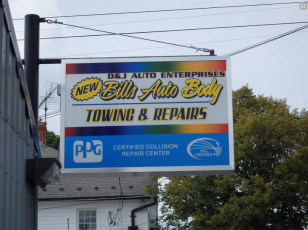 D&J AUTO ENTERPRISES
NEW Bills Auto Body
TOWING & REPAIRS
PPG
CERTIFIED COLLISION
REPAIR CENTER